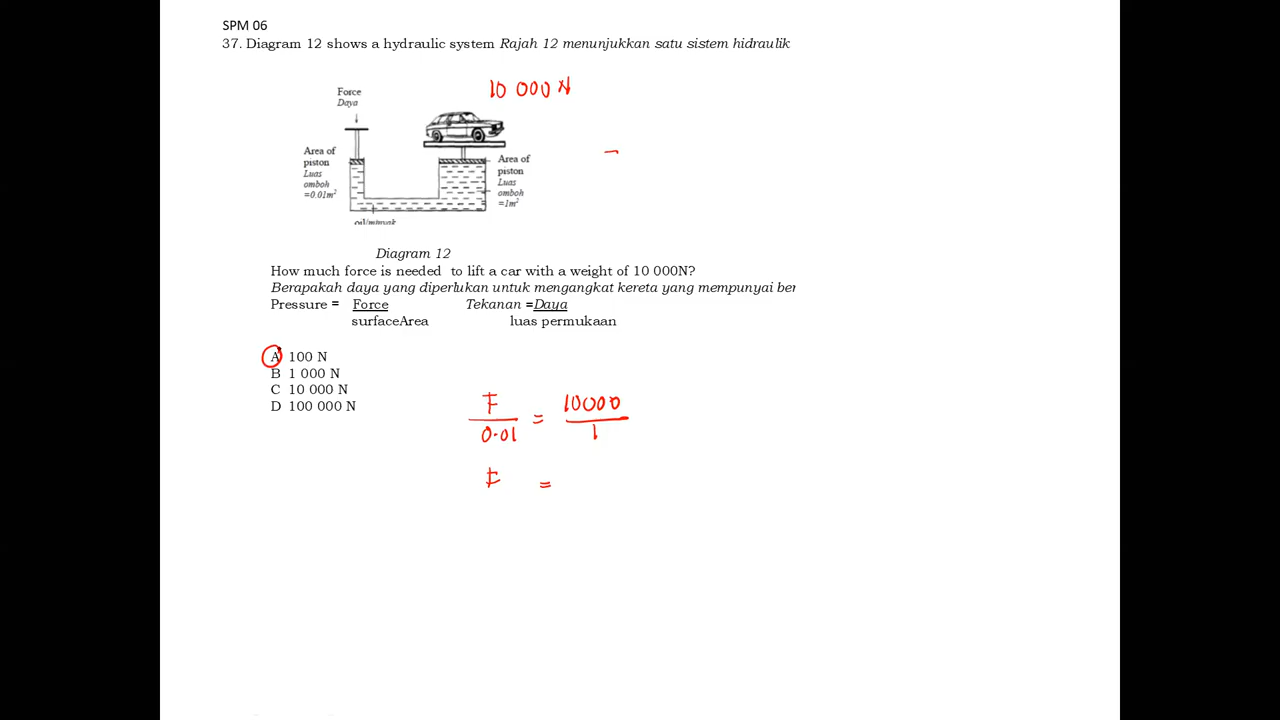 SPM 06
37. Diagram 12 shows a hydraulic system Rajah 12 menunjukkan satu sistem hidraulik
10 000 N
Force
Daya
Area of
piston
Luas
omboh
=0.01m²
Area of
piston
Luas
omboh
=1m²
oil/minyak
Diagram 12
How much force is needed to lift a car with a weight of 10 000N?
Berapakah daya yang diperlukan untuk mengangkat kereta yang mempunyai ber
Pressure = Force Tekanan =Daya
surfaceArea luas permukaan
A 100 N
B 1 000 N
C 10 000 N
D 100 000 N
F = 10000
0.01 1
F =